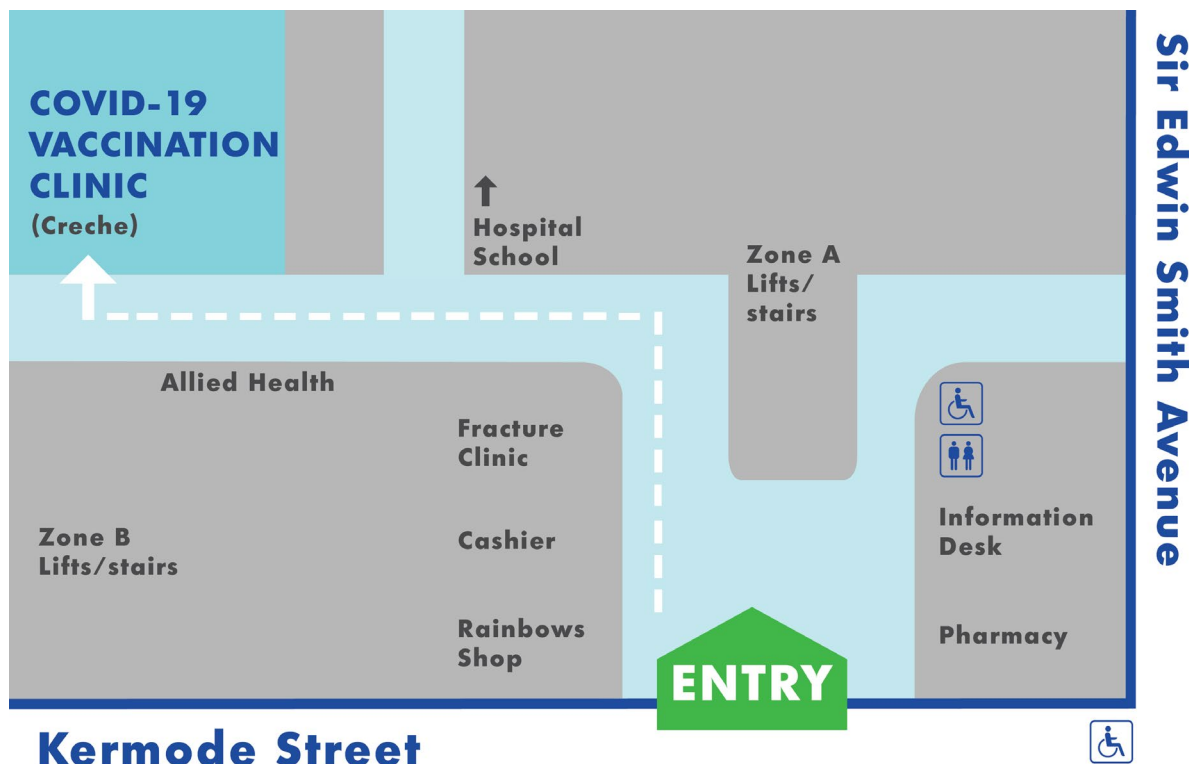 COVID-19
VACCINATION
CLINIC
(Creche)
Hospital
School
Zone A
Lifts/
stairs
Sir Edwin Smith Avenue
Allied Health
Fracture
Clinic
Zone B
Lifts/stairs
Cashier
Information
Desk
Rainbows
Shop
Pharmacy
ENTRY
Kermode Street